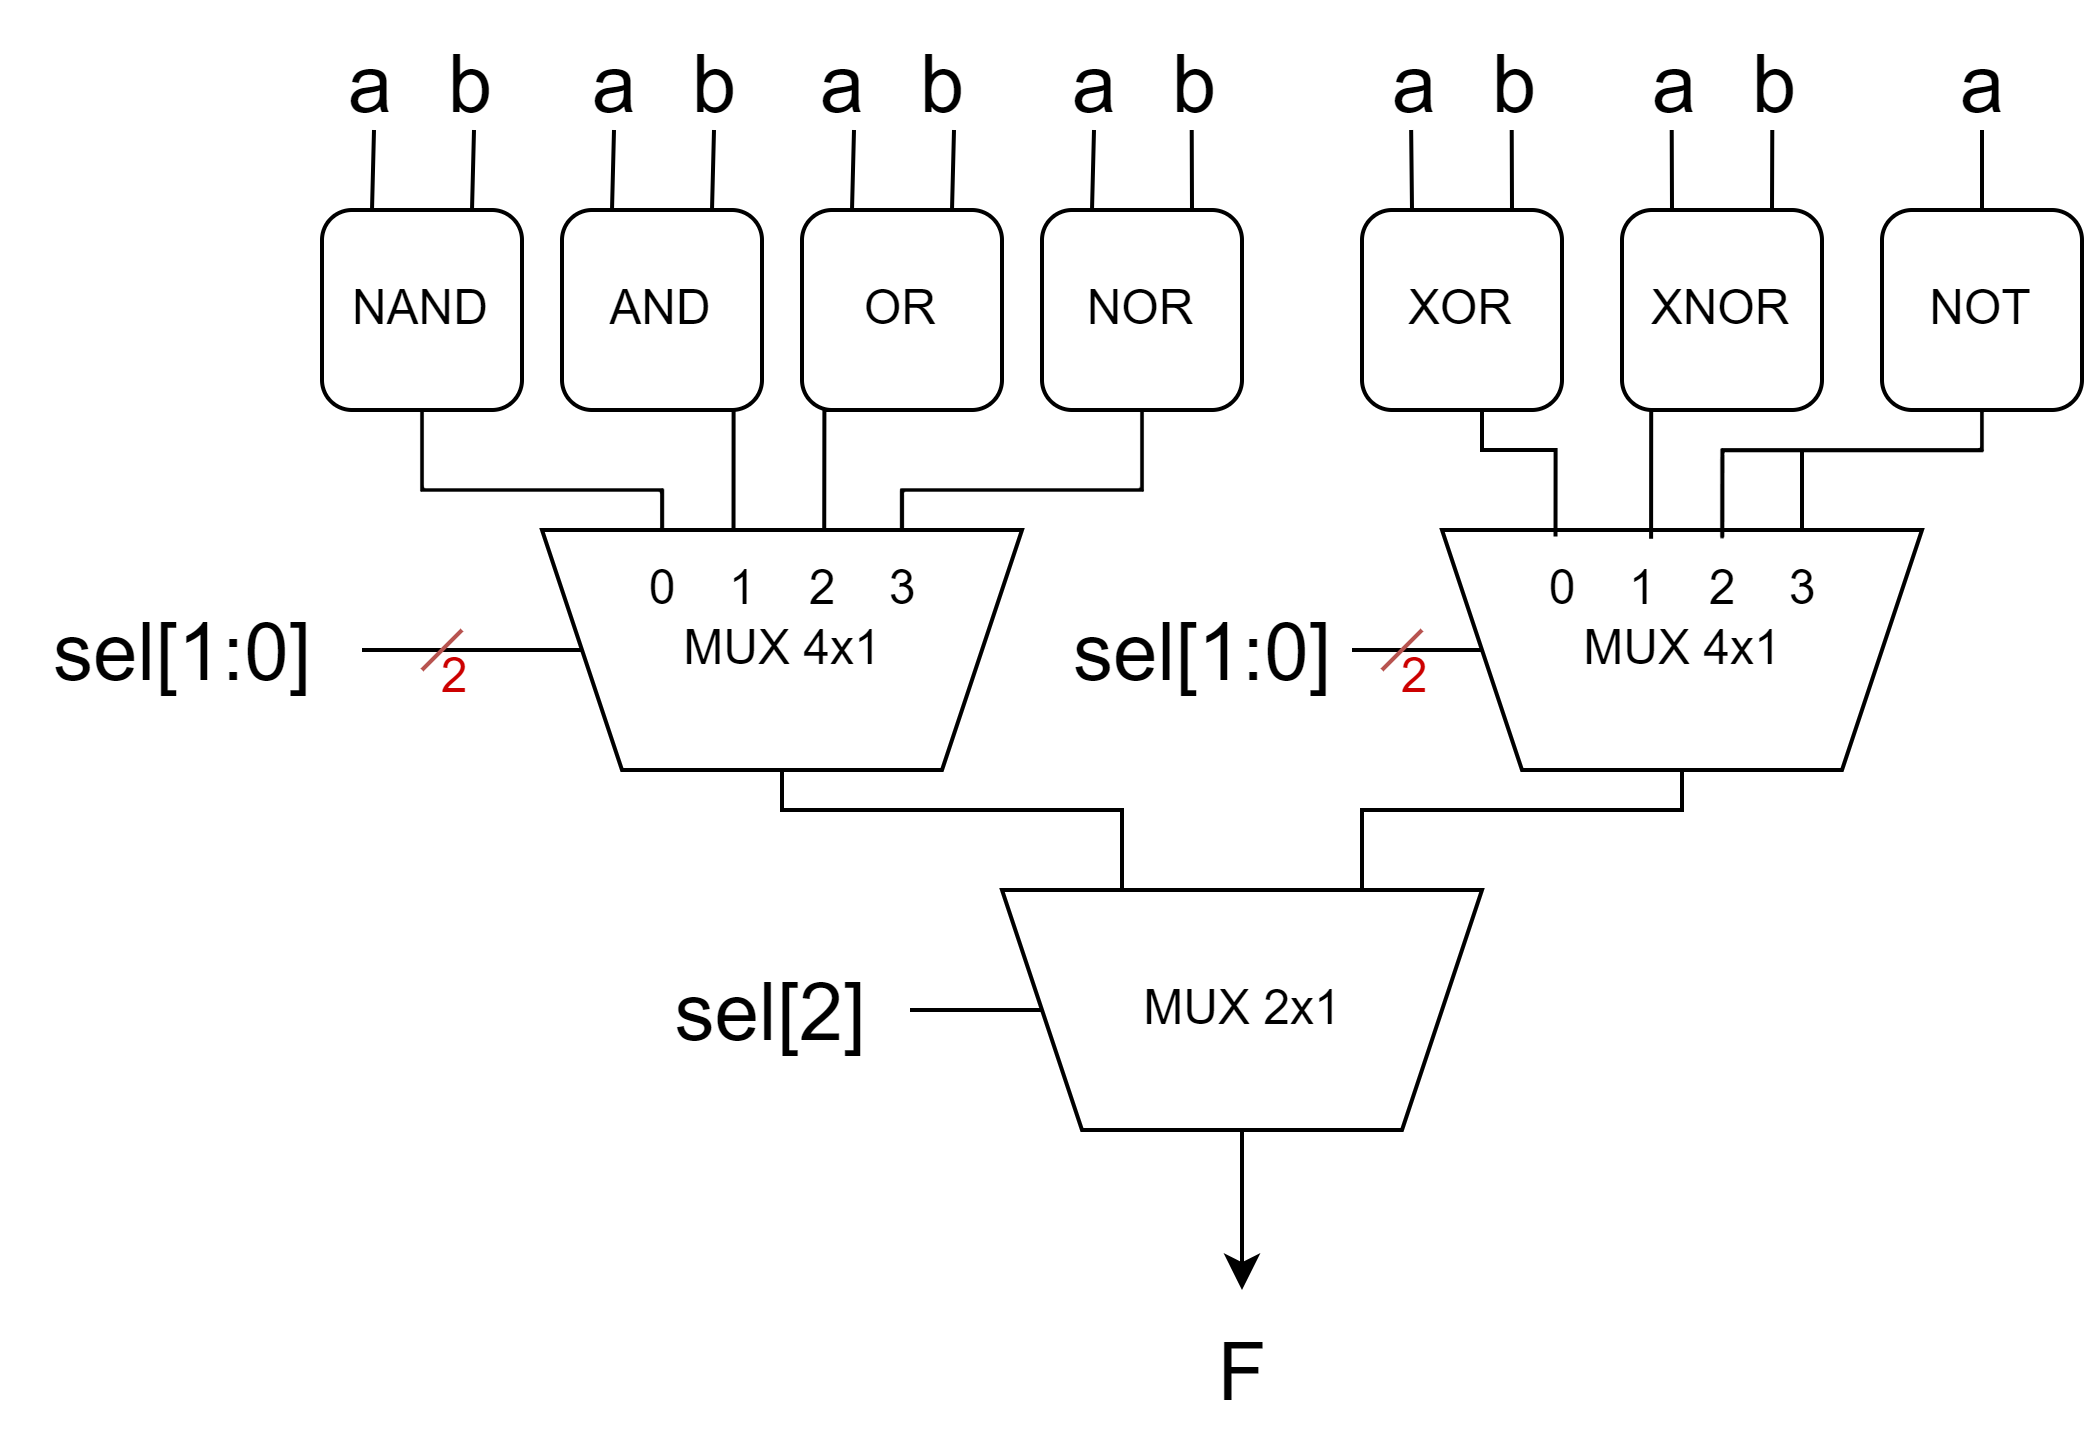 a b a b a b a b a b a b a
NAND AND OR NOR XOR XNOR NOT
0 1 2 3 0 1 2 3
sel[1:0] 2 MUX 4x1 sel[1:0] 2 MUX 4x1
sel[2] MUX 2x1
F